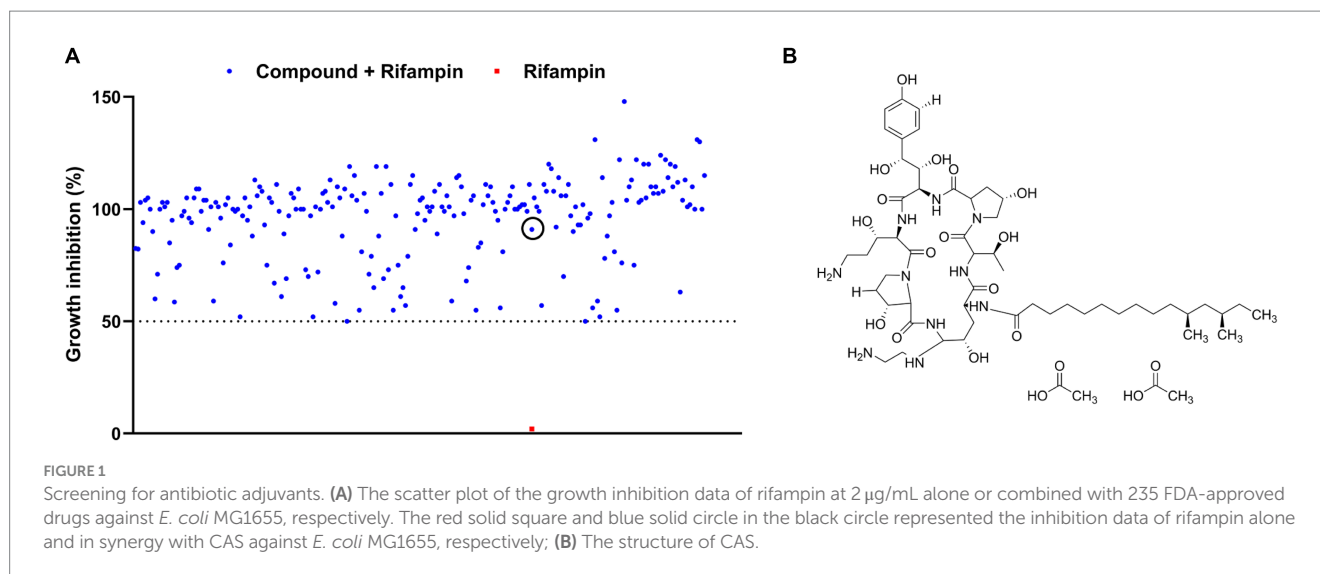 A
Compound + Rifampin
Rifampin
150
100
50
0
Growth inhibition (%)
B
OH
H
HO
OH
O
O
N
H
OH
HO
NH
N
O
OH
O
H2N
N
HN
H
O
HN
HO
O
NH
O
CH3
CH3
CH3
H2N
HN
OH
O
O
HO
CH3
HO
CH3
FIGURE 1
Screening for antibiotic adjuvants. (A) The scatter plot of the growth inhibition data of rifampin at 2 μg/mL alone or combined with 235 FDA-approved
drugs against E. coli MG1655, respectively. The red solid square and blue solid circle in the black circle represented the inhibition data of rifampin alone
and in synergy with CAS against E. coli MG1655, respectively; (B) The structure of CAS.